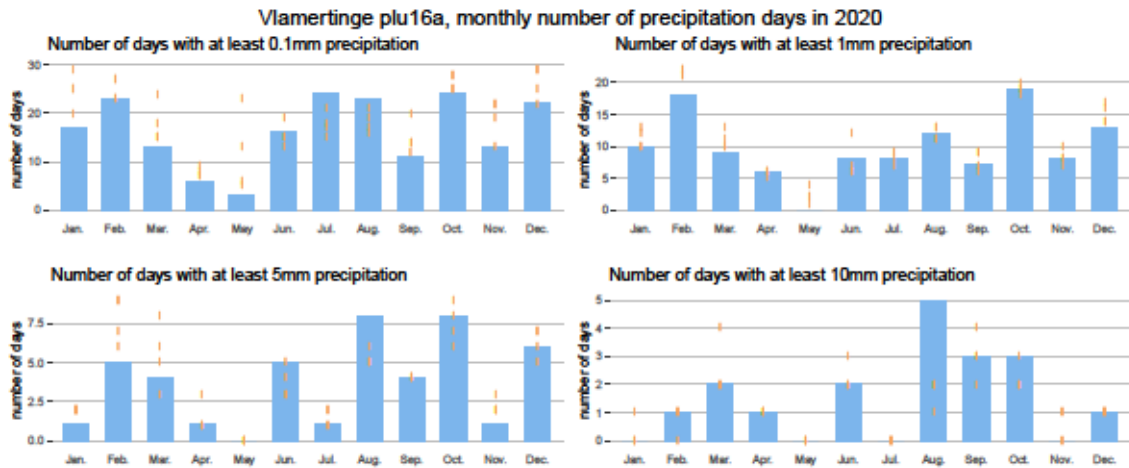 Vlamertinge plu16a, monthly number of precipitation days in 2020
Number of days with at least 0.1mm precipitation
number of days
30
20
10
0
Jan. Feb. Mar. Apr. May Jun. Jul. Aug. Sep. Oct. Nov. Dec.
Number of days with at least 1mm precipitation
number of days
20
15
10
5
0
Jan. Feb. Mar. Apr. May Jun. Jul. Aug. Sep. Oct. Nov. Dec.
Number of days with at least 5mm precipitation
number of days
7.5
5.0
2.5
0.0
Jan. Feb. Mar. Apr. May Jun. Jul. Aug. Sep. Oct. Nov. Dec.
Number of days with at least 10mm precipitation
number of days
5
4
3
2
1
0
Jan. Feb. Mar. Apr. May Jun. Jul. Aug. Sep. Oct. Nov. Dec.